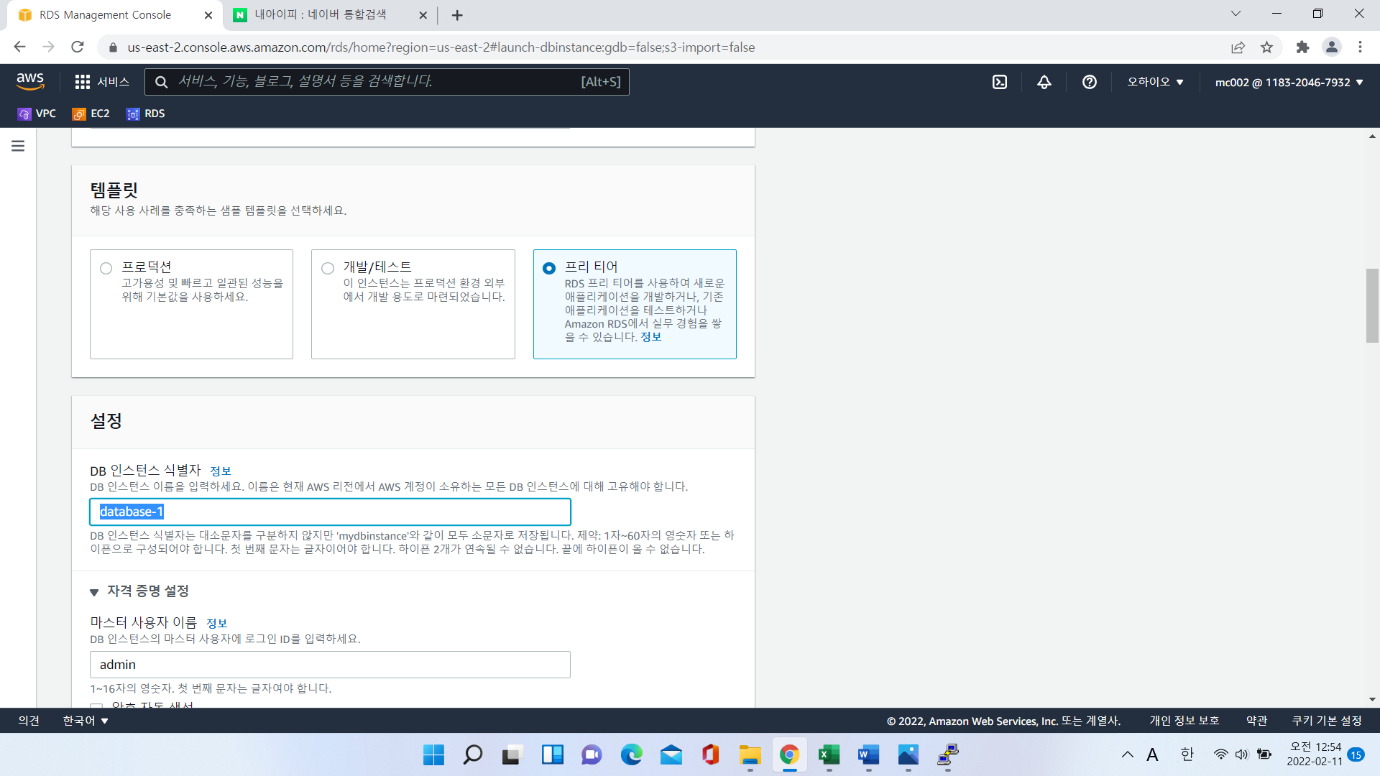 RDS Management Console
내아이피 : 네이버 통합검색
us-east-2.console.aws.amazon.com/rds/home?region=us-east-2#launch-dbinstance:gdb=false;s3-import=false
aws
서비스
서비스, 기능, 블로그, 설명서 등을 검색합니다.
[Alt+S]
오하이오 ▼
mc002 @ 1183-2046-7932 ▼
VPC
EC2
RDS
템플릿
해당 사용 사례를 충족하는 샘플 템플릿을 선택하세요.
프로덕션
고가용성 및 빠르고 일관된 성능을
위해 기본값을 사용하세요.
개발/테스트
이 인스턴스는 프로덕션 환경 외부
에서 개발 용도로 마련되었습니다.
프리 티어
RDS 프리 티어를 사용하여 새로운
애플리케이션을 개발하거나, 기존
애플리케이션을 테스트하거나
Amazon RDS에서 실무 경험을 쌓
을 수 있습니다. 정보
설정
DB 인스턴스 식별자 정보
DB 인스턴스 이름을 입력하세요. 이름은 현재 AWS 리전에서 AWS 계정이 소유하는 모든 DB 인스턴스에 대해 고유해야 합니다.
database-1
DB 인스턴스 식별자는 대소문자를 구분하지 않지만 'mydbinstance'와 같이 모두 소문자로 저장됩니다. 제약: 1자~60자의 영숫자 또는 하
이픈으로 구성되어야 합니다. 첫 번째 문자는 글자이어야 합니다. 하이픈 2개가 연속될 수 없습니다. 끝에 하이픈이 올 수 없습니다.
▼ 자격 증명 설정
마스터 사용자 이름 정보
DB 인스턴스의 마스터 사용자에 로그인 ID를 입력하세요.
admin
1~16자의 영숫자. 첫 번째 문자는 글자여야 합니다.
암호 자동 생성
의견
한국어 ▼
© 2022, Amazon Web Services, Inc. 또는 계열사.
개인 정보 보호
약관
쿠키 기본 설정
A
한
오전 12:54
2022-02-11
15